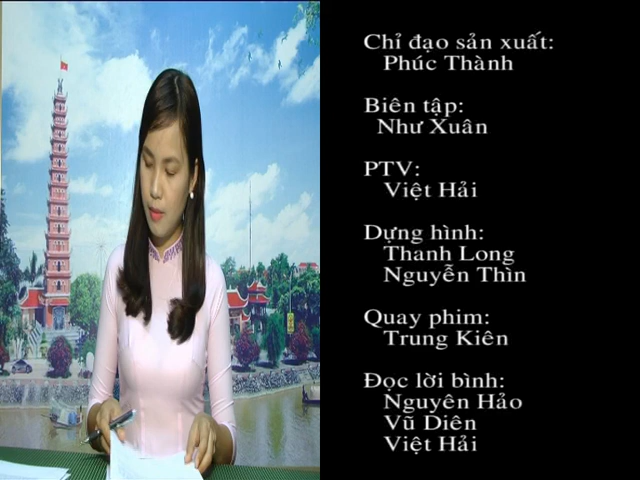 Chỉ đạo sản xuất:
Phúc Thành
Biên tập:
Như Xuân
PTV:
Việt Hải
Dựng hình:
Thanh Long
Nguyễn Thìn
Quay phim:
Trung Kiên
Đọc lời bình:
Nguyên Hảo
Vũ Diên
Việt Hải